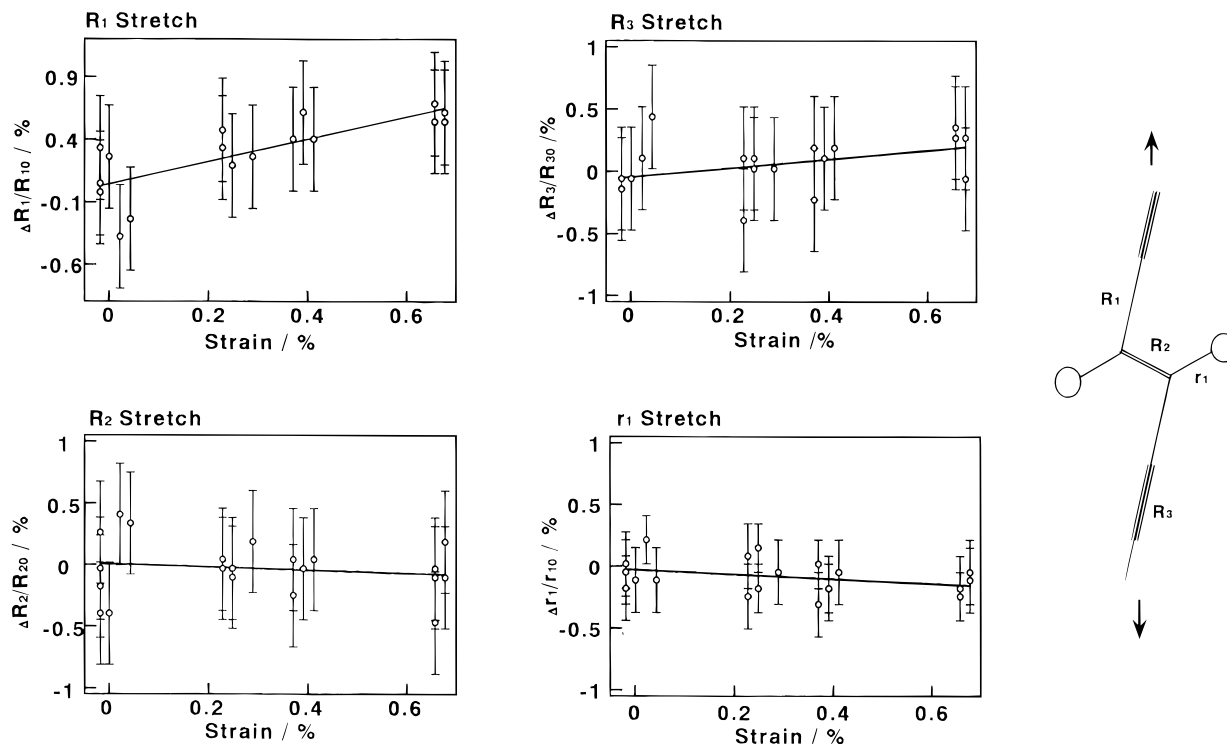 R1 Stretch
ΔR1/R10 / %
0.9
0.4
-0.1
-0.6
0 0.2 0.4 0.6
Strain / %
R3 Stretch
ΔR3/R30 / %
1
0.5
0
-0.5
-1
0 0.2 0.4 0.6
Strain / %
R2 Stretch
ΔR2/R20 / %
1
0.5
0
-0.5
-1
0 0.2 0.4 0.6
Strain / %
r1 Stretch
Δr1/r10 / %
1
0.5
0
-0.5
-1
0 0.2 0.4 0.6
Strain / %
R1
R2
r1
R3